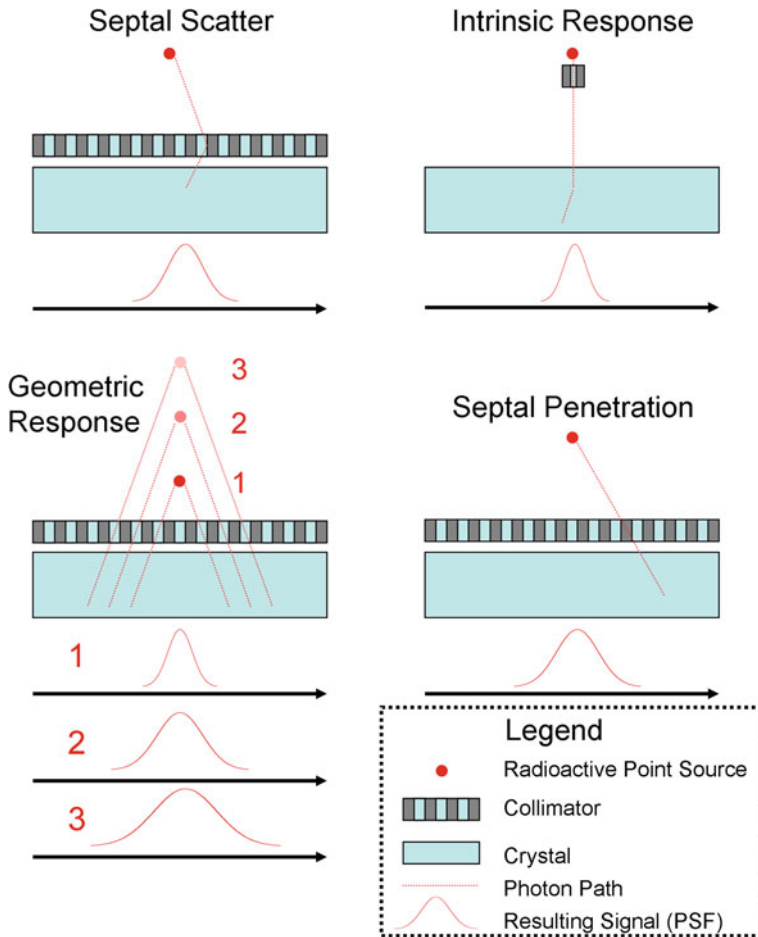 Septal Scatter
Intrinsic Response
Geometric
Response
3
2
1
Septal Penetration
1
2
3
Legend
Radioactive Point Source
Collimator
Crystal
Photon Path
Resulting Signal (PSF)